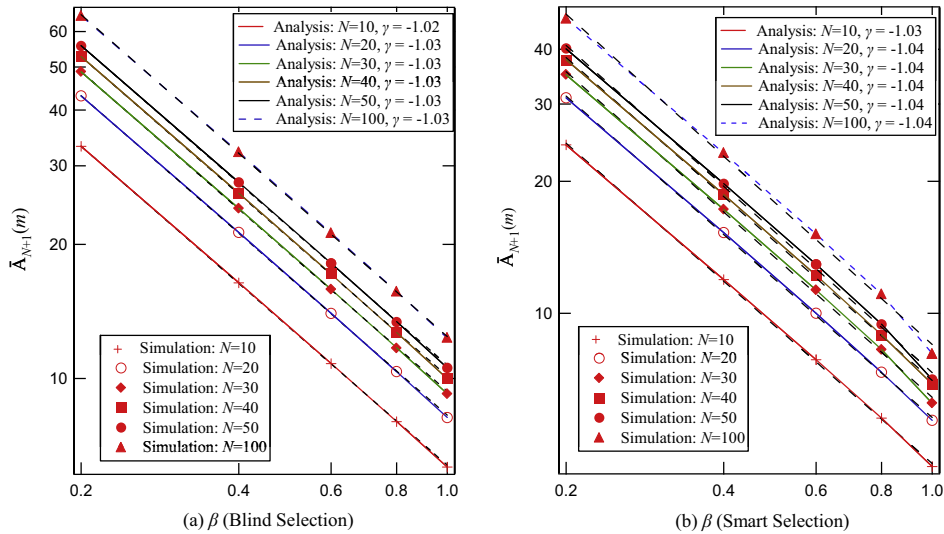 60
50
40
30
20
10
Ā_{N+1}(m)
Analysis: N=10, γ = -1.02
Analysis: N=20, γ = -1.03
Analysis: N=30, γ = -1.03
Analysis: N=40, γ = -1.03
Analysis: N=50, γ = -1.03
Analysis: N=100, γ = -1.03
Simulation: N=10
Simulation: N=20
Simulation: N=30
Simulation: N=40
Simulation: N=50
Simulation: N=100
0.2 0.4 0.6 0.8 1.0
(a) β (Blind Selection)
40
30
20
10
Ā_{N+1}(m)
Analysis: N=10, γ = -1.03
Analysis: N=20, γ = -1.04
Analysis: N=30, γ = -1.04
Analysis: N=40, γ = -1.04
Analysis: N=50, γ = -1.04
Analysis: N=100, γ = -1.04
Simulation: N=10
Simulation: N=20
Simulation: N=30
Simulation: N=40
Simulation: N=50
Simulation: N=100
0.2 0.4 0.6 0.8 1.0
(b) β (Smart Selection)